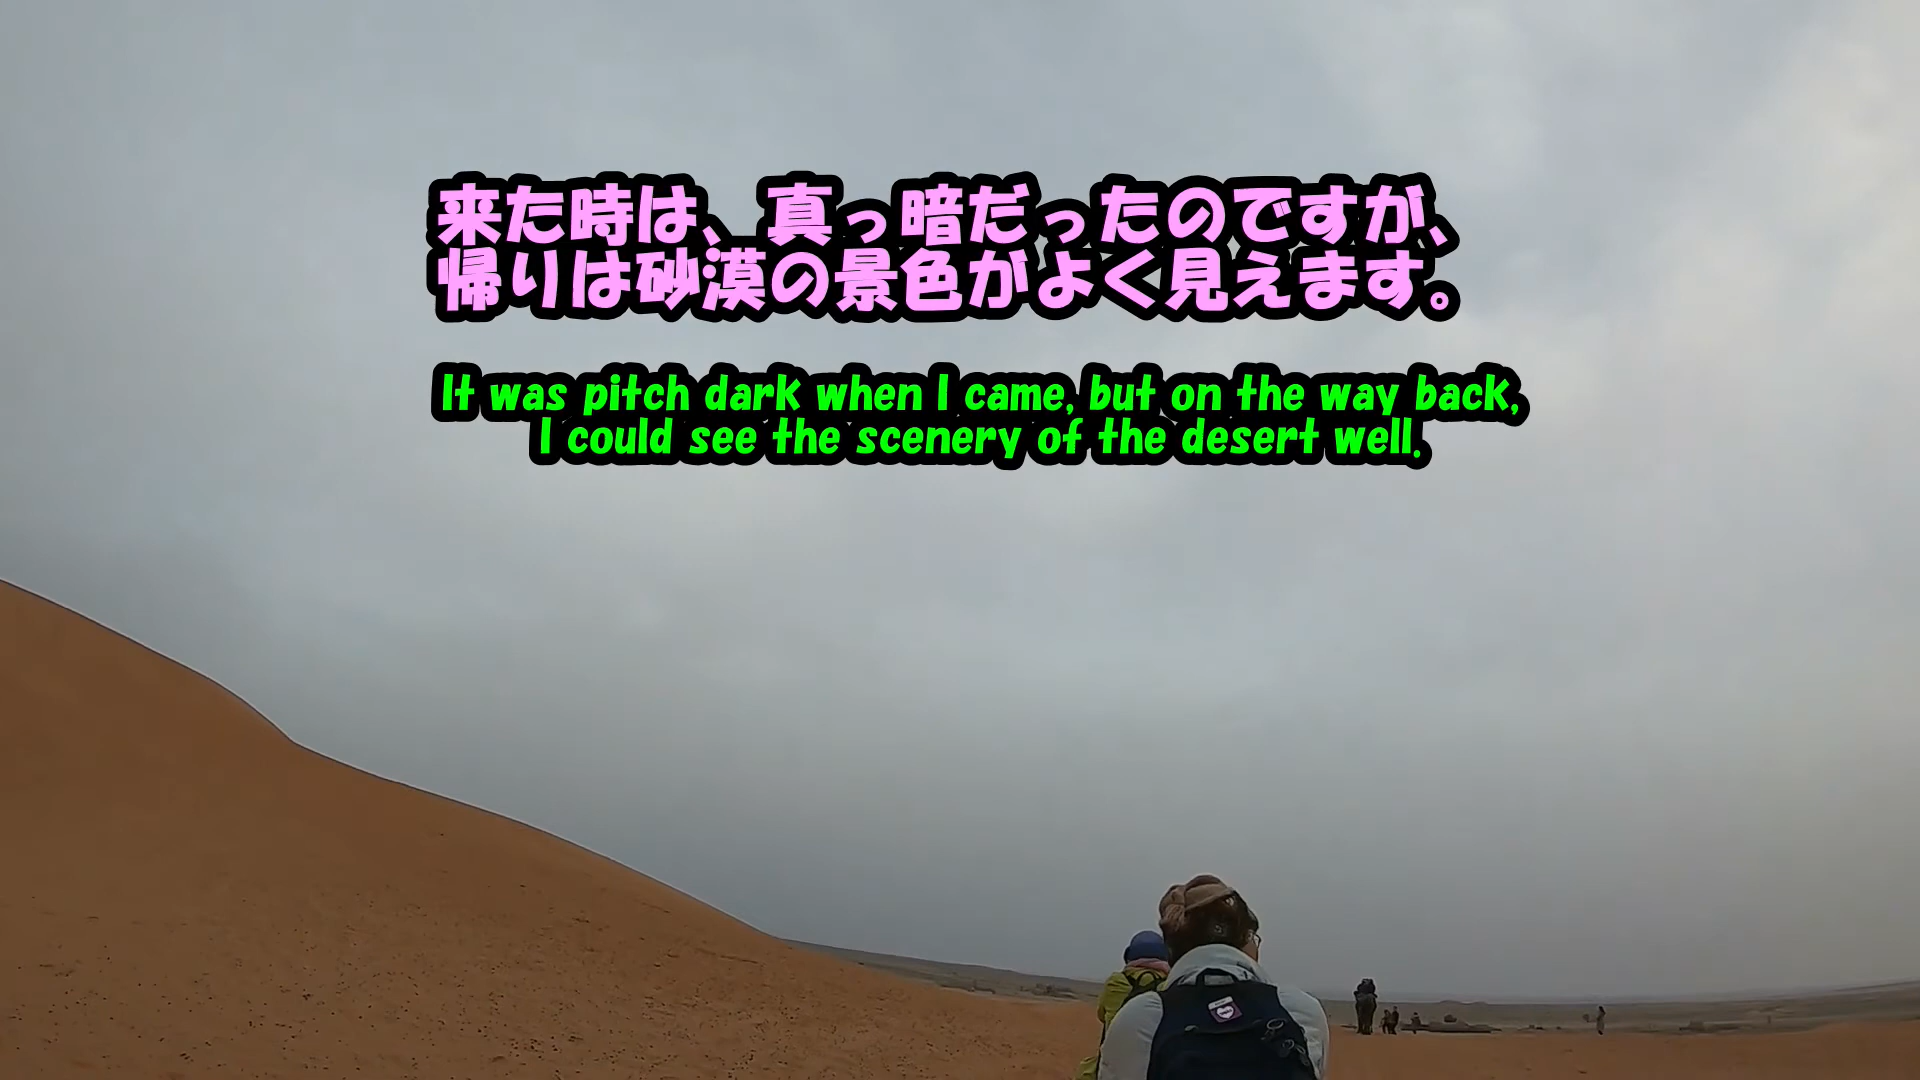 来た時は、真っ暗だったのですが、
帰りは砂漠の景色がよく見えます。
It was pitch dark when I came, but on the way back,
I could see the scenery of the desert well.